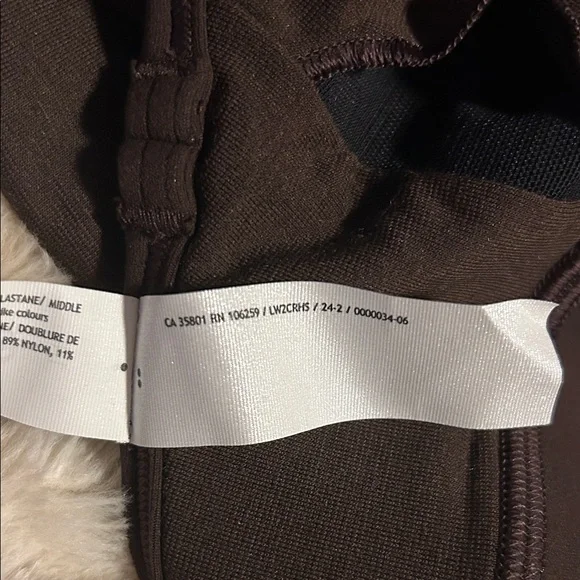 LASTANE/ MIDDLE
like colours
NE/ DOUBLURE DE
89% NYLON, 11%
CA 35801 RN 106259 / LW2CRHS / 24-2 / 0000034-06